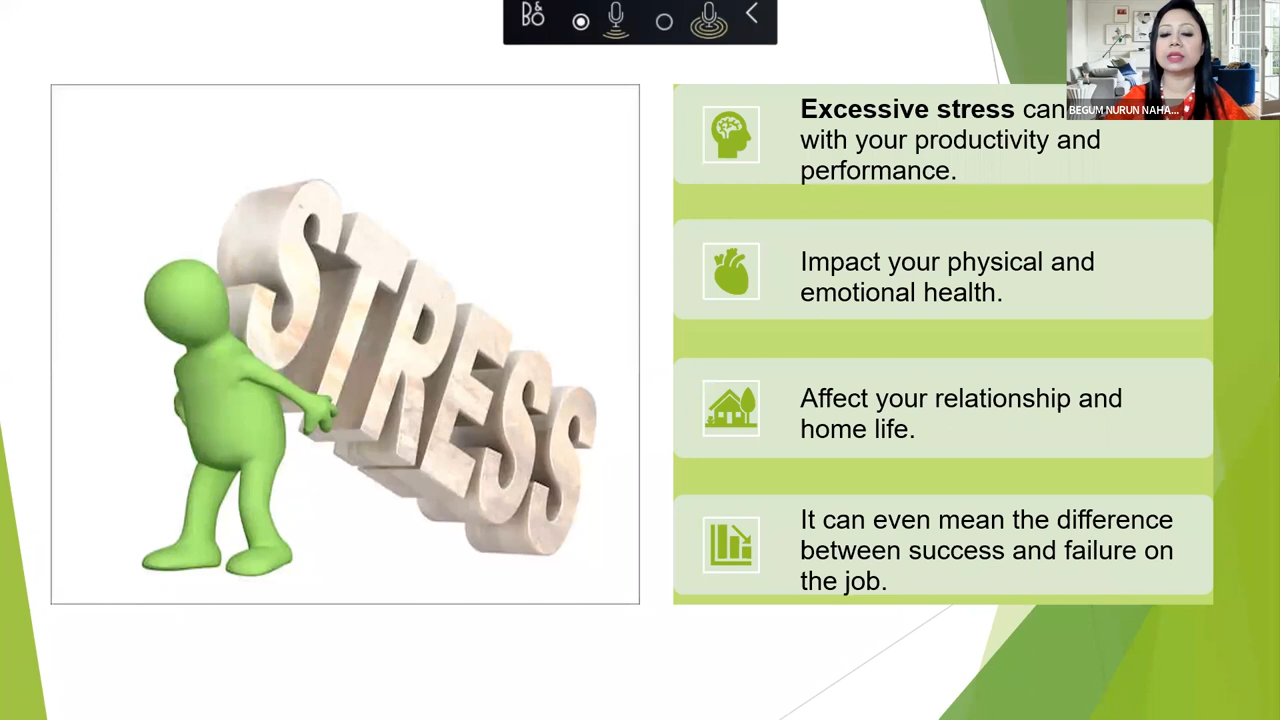 B&O
BEGUM NURUN NAHA...
STRESS
Excessive stress can
with your productivity and
performance.
Impact your physical and
emotional health.
Affect your relationship and
home life.
It can even mean the difference
between success and failure on
the job.